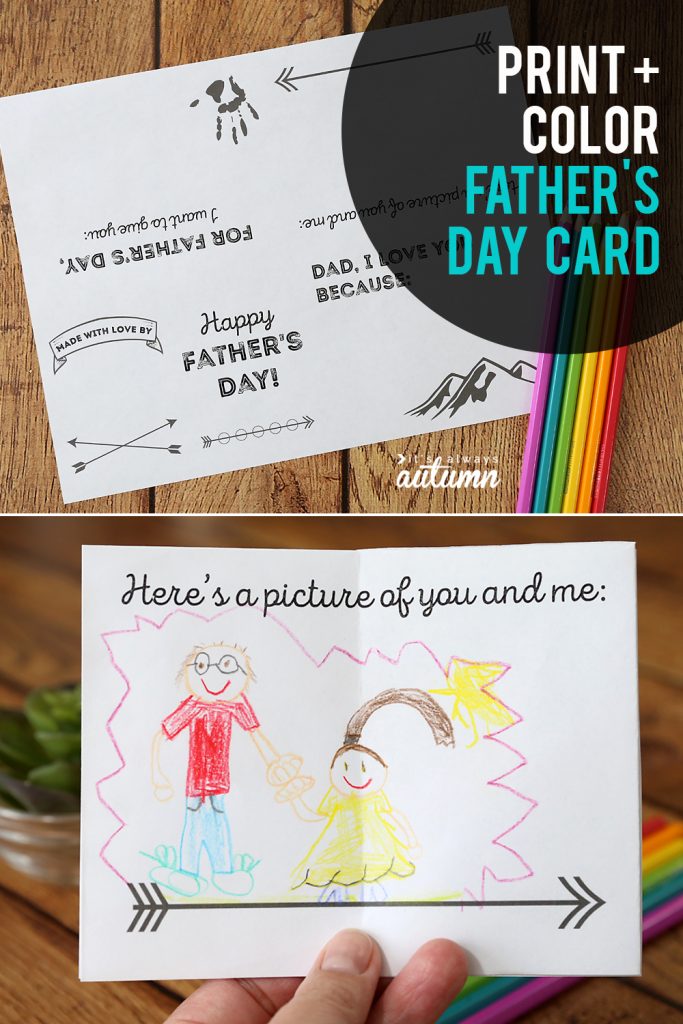 PRINT +
COLOR
FATHER'S
DAY CARD
picture of you and me:
I want to give you:
FOR FATHER'S DAY,
DAD, I LOVE YOU
BECAUSE:
MADE WITH LOVE BY
Happy
FATHER'S
DAY!
it's always
autumn
Here's a picture of you and me: